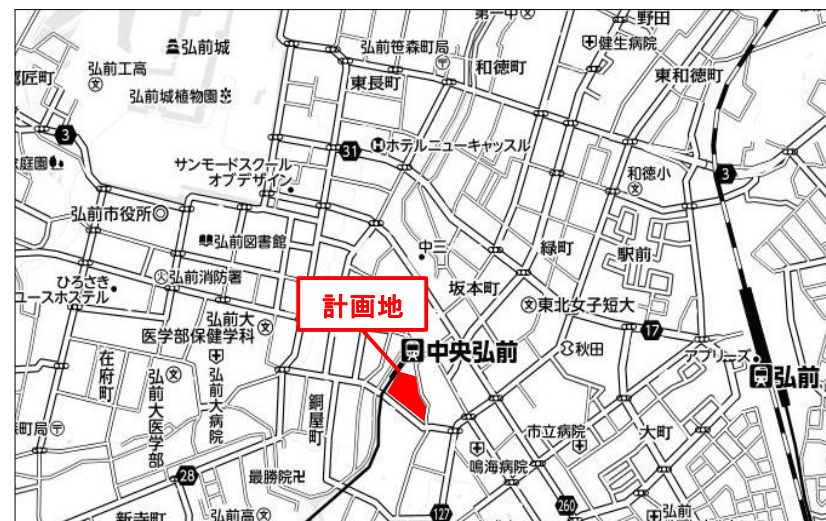 第一中
野田
弘前城
弘前笹森町局
健生病院
弘前工高
和徳町
東和徳町
鷹匠町
東長町
弘前城植物園
3
31
ホテルニューキャッスル
庭園
サンモードスクール
オブデザイン
和徳小
3
弘前市役所
弘前図書館
中三
緑町
駅前
ひろさき
ユースホステル
弘前消防署
坂本町
計画地
東北女子短大
弘前大
医学部保健学科
17
中央弘前
秋田
アプリーズ
弘前
在府町
弘前大医学部
弘前大病院
銅屋町
町局
市立病院
大町
鳴海病院
28
最勝院
新寺町
弘前高
127
260
弘前